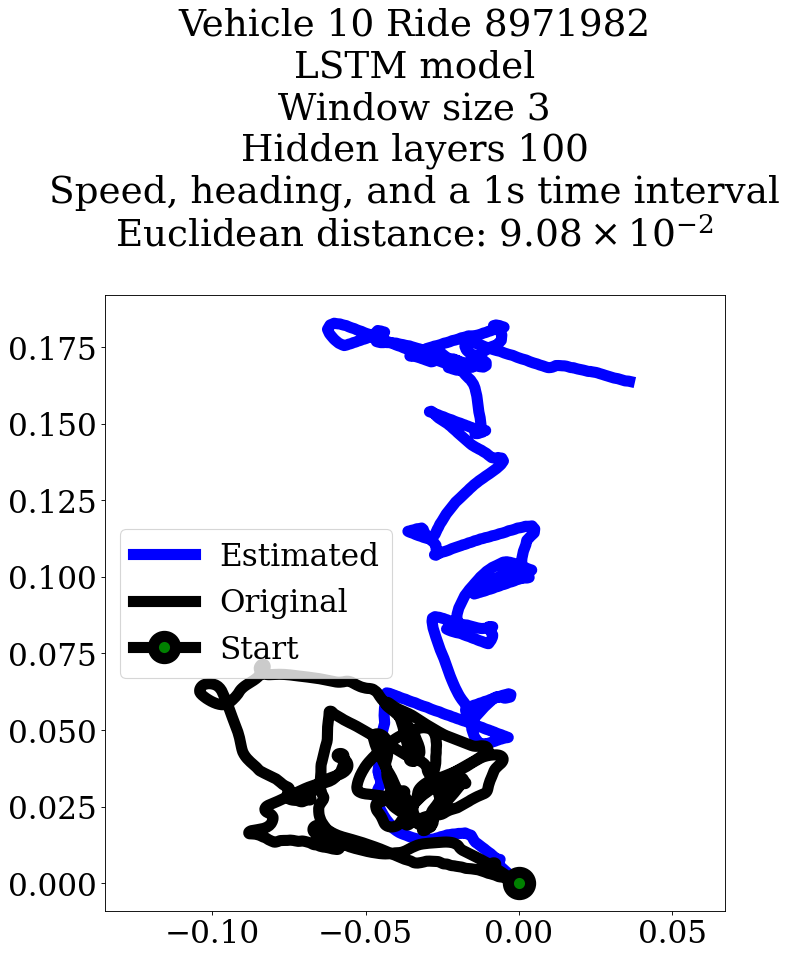 Vehicle 10 Ride 8971982
LSTM model
Window size 3
Hidden layers 100
Speed, heading, and a 1s time interval
Euclidean distance: 9.08 × 10⁻²
0.175
0.150
0.125
0.100
0.075
0.050
0.025
0.000
Estimated
Original
Start
−0.10
−0.05
0.00
0.05